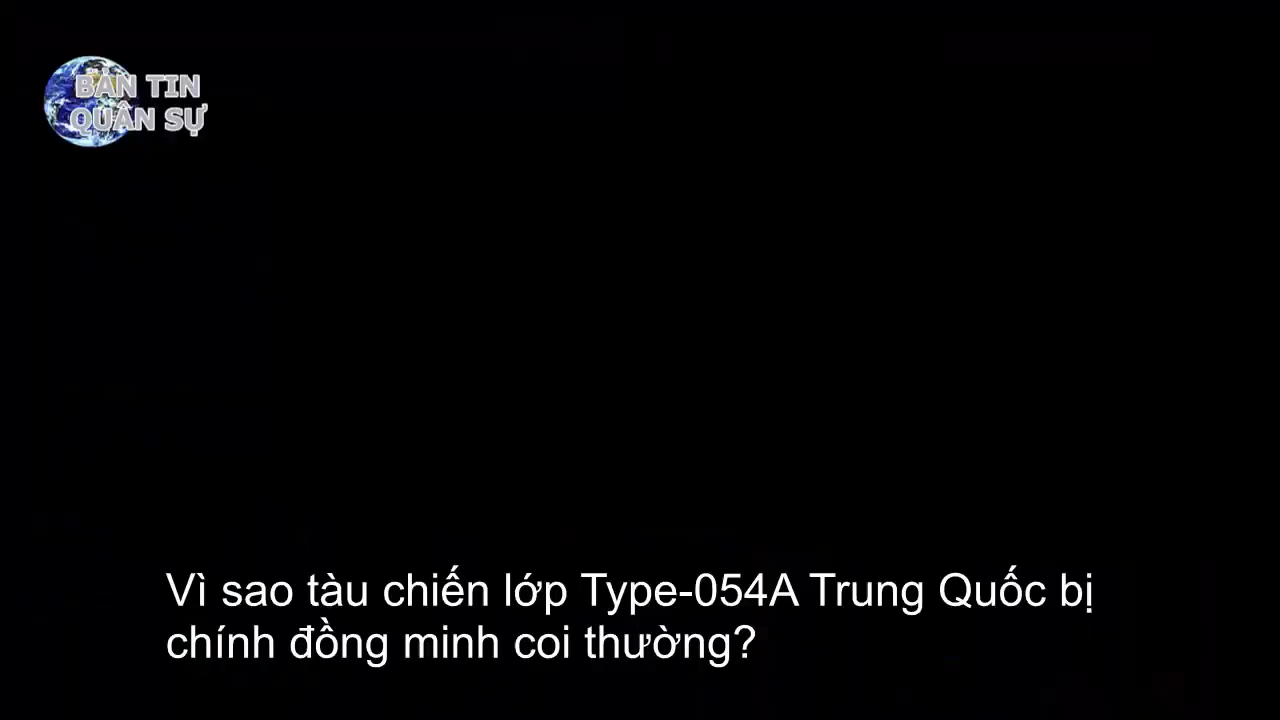 BẢN TIN
QUÂN SỰ
Vì sao tàu chiến lớp Type-054A Trung Quốc bị
chính đồng minh coi thường?